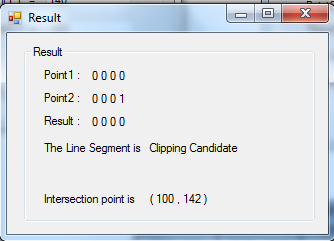 Result
Result
Point1 : 0 0 0 0
Point2 : 0 0 0 1
Result : 0 0 0 0
The Line Segment is Clipping Candidate
Intersection point is ( 100 , 142 )